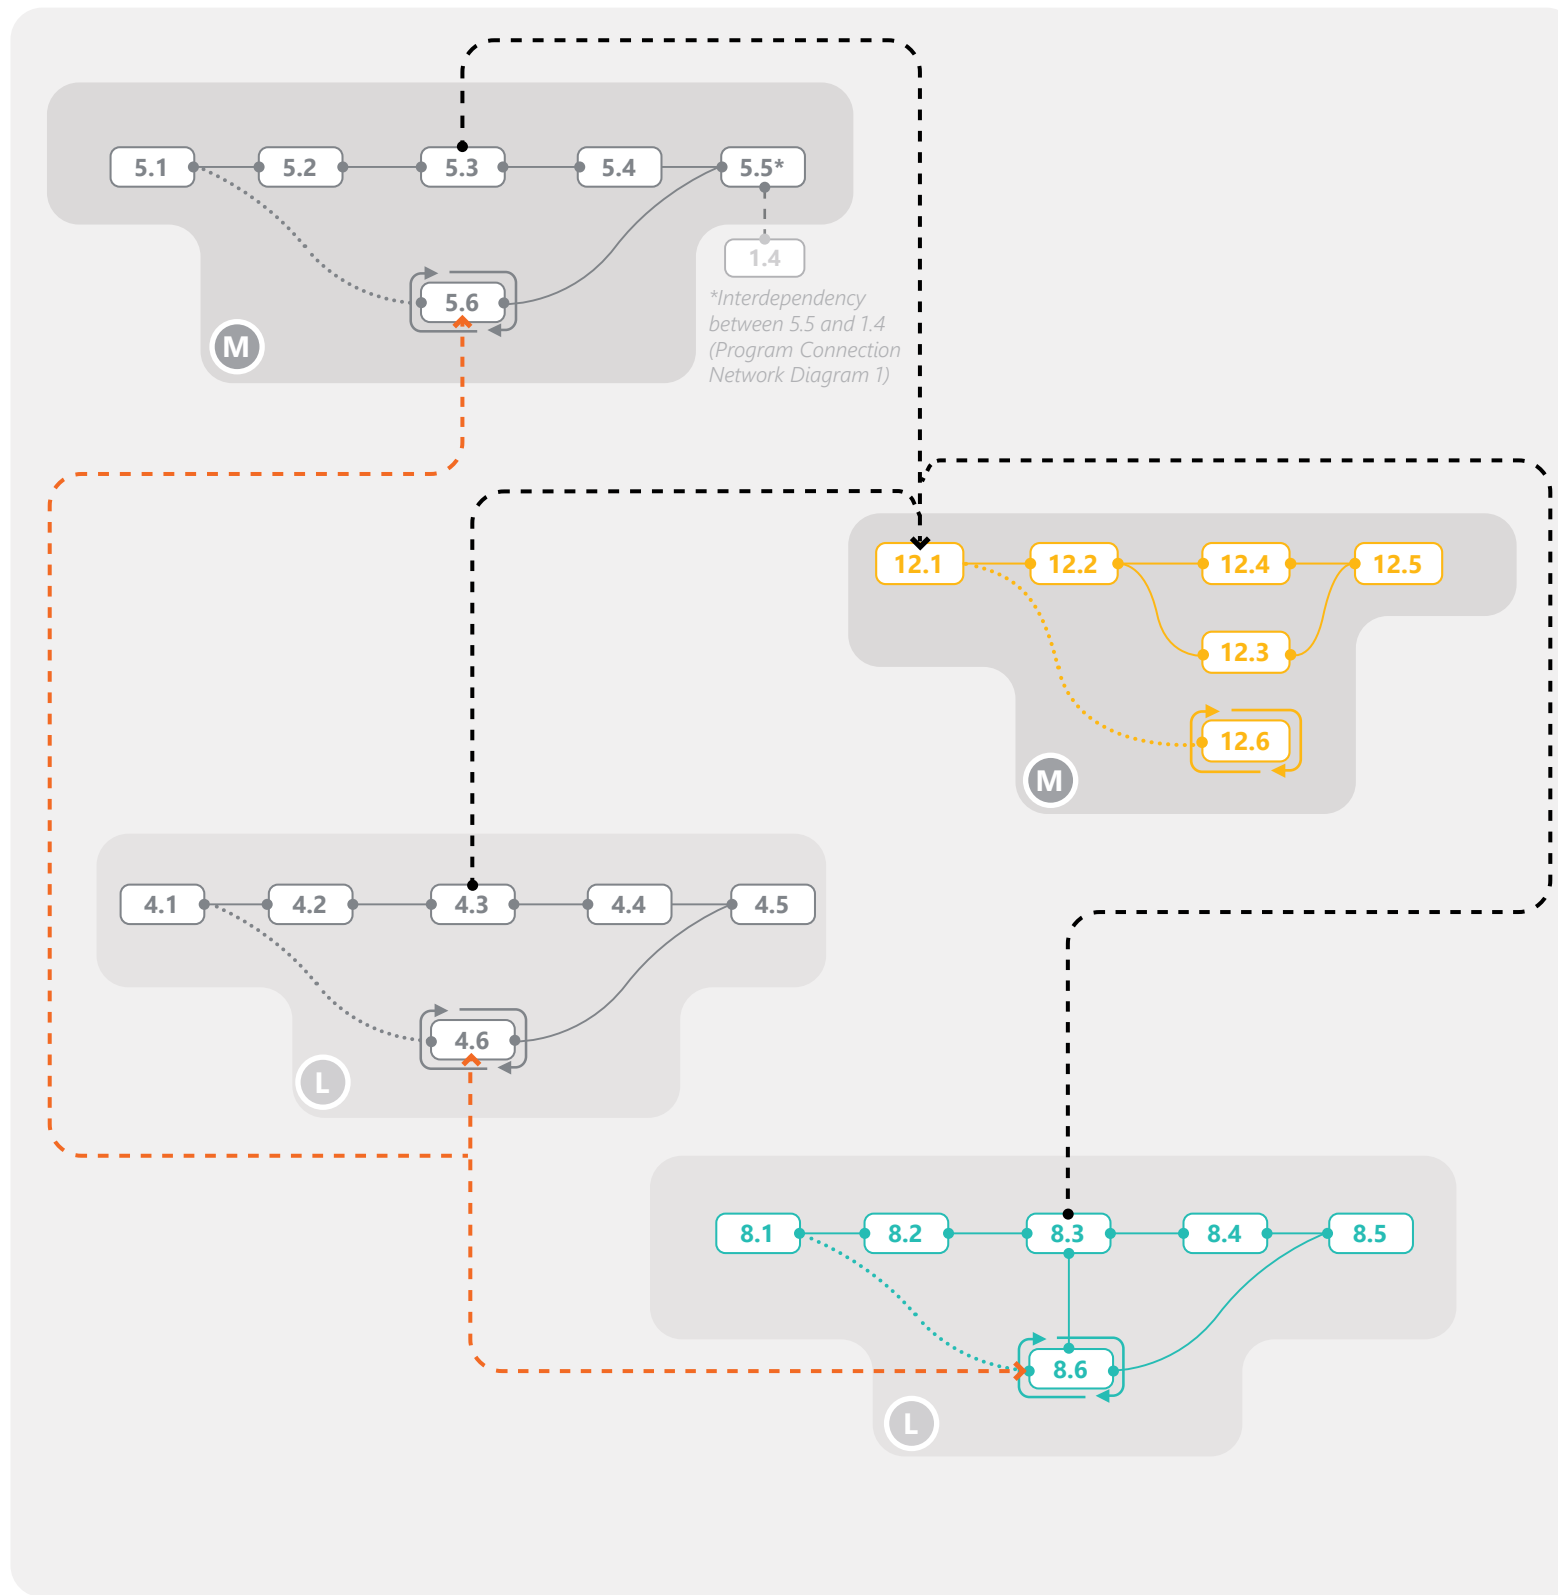 5.1 5.2 5.3 5.4 5.5*
1.4
5.6
*Interdependency
between 5.5 and 1.4
(Program Connection
Network Diagram 1)
M
12.1 12.2 12.4 12.5
12.3
12.6
M
4.1 4.2 4.3 4.4 4.5
4.6
L
8.1 8.2 8.3 8.4 8.5
8.6
L